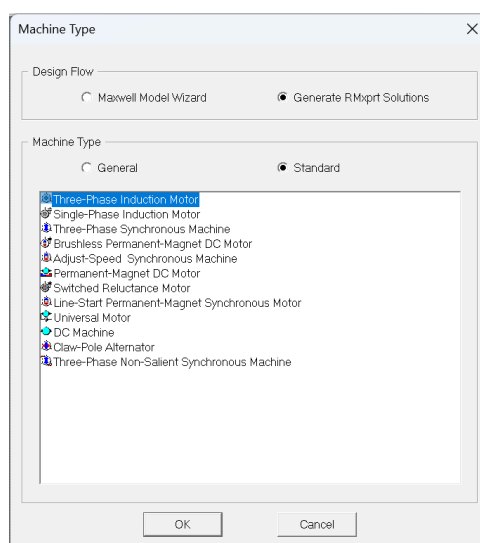 Machine Type
Design Flow
Maxwell Model Wizard
Generate RMxprt Solutions
Machine Type
General
Standard
Three-Phase Induction Motor
Single-Phase Induction Motor
Three-Phase Synchronous Machine
Brushless Permanent-Magnet DC Motor
Adjust-Speed Synchronous Machine
Permanent-Magnet DC Motor
Switched Reluctance Motor
Line-Start Permanent-Magnet Synchronous Motor
Universal Motor
DC Machine
Claw-Pole Alternator
Three-Phase Non-Salient Synchronous Machine
OK
Cancel